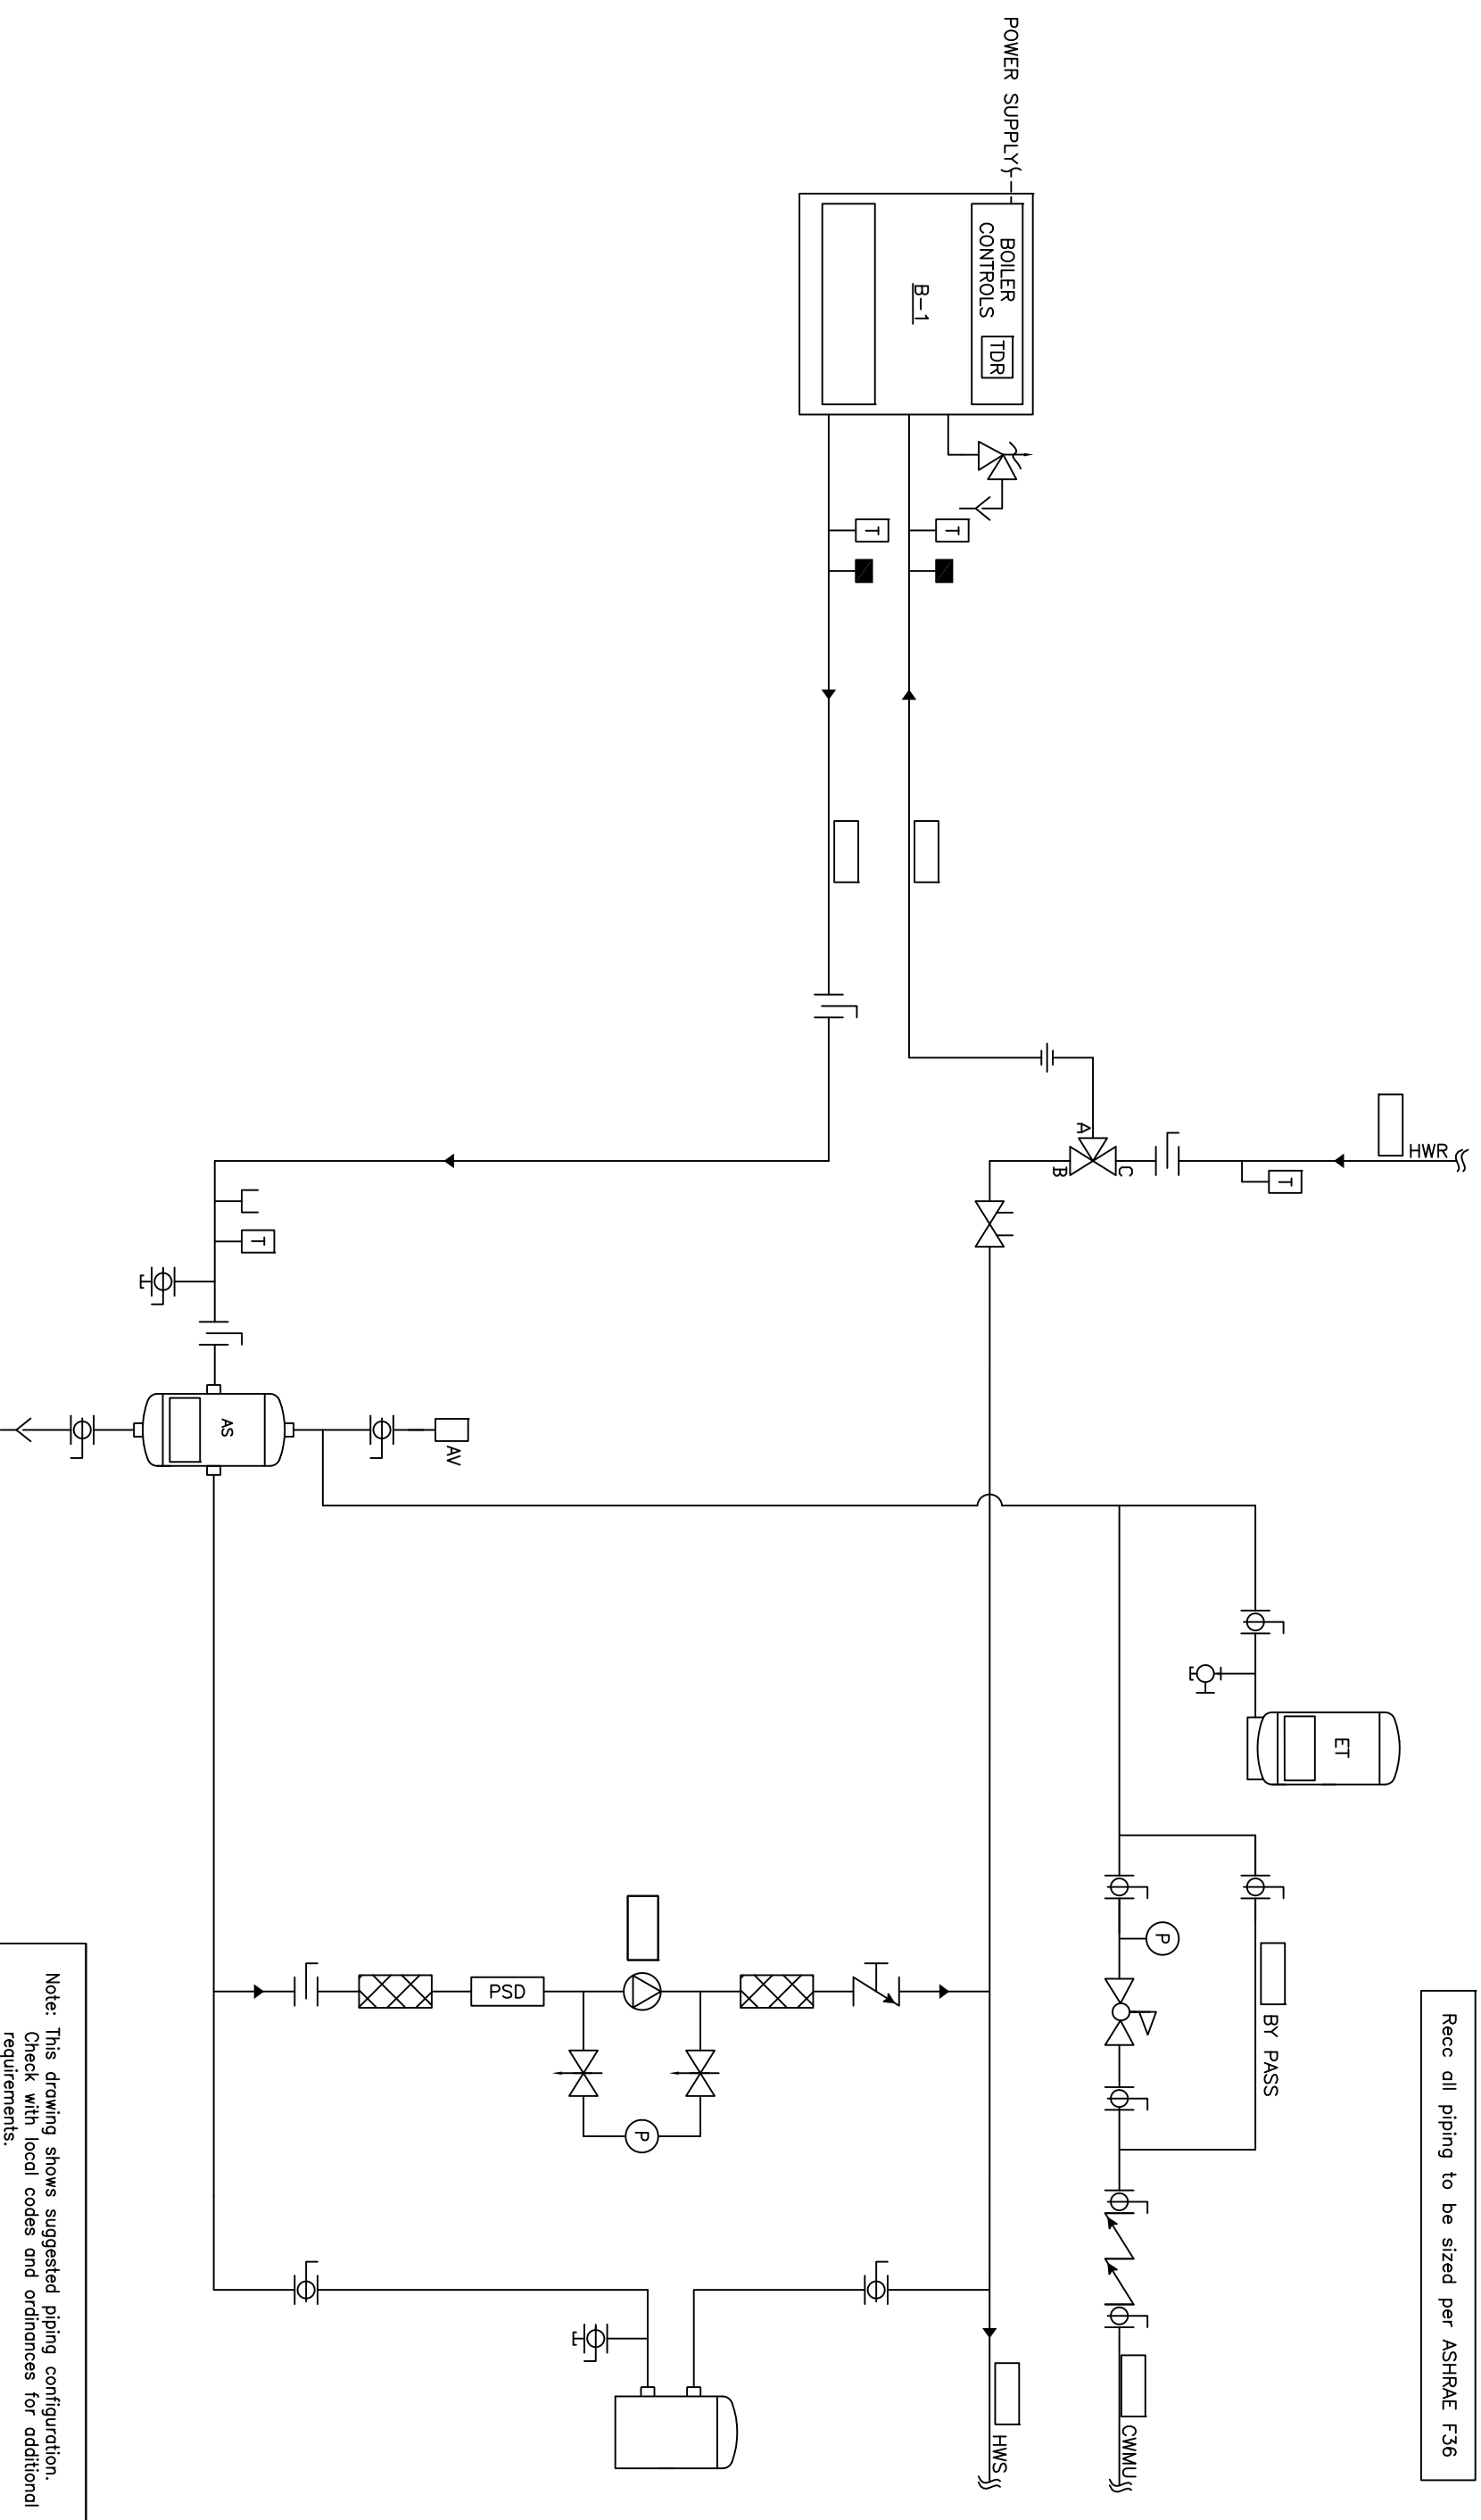 Recc all piping to be sized per ASHRAE F36
POWER SUPPLY
BOILER
CONTROLS
TDR
B-1
T
T
HWR
T
C
A
B
T
AS
AV
ET
P
BY PASS
PSD
P
CWMU
HWS
Note: This drawing shows suggested piping configuration.
Check with local codes and ordinances for additional
requirements.